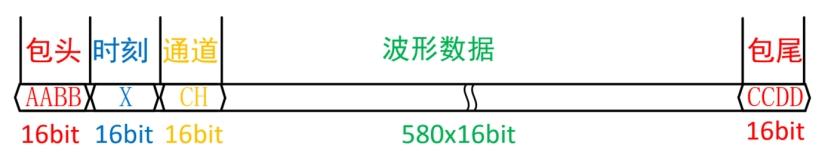 包头 时刻 通道 波形数据 包尾
AABB X CH CCDD
16bit 16bit 16bit 580x16bit 16bit